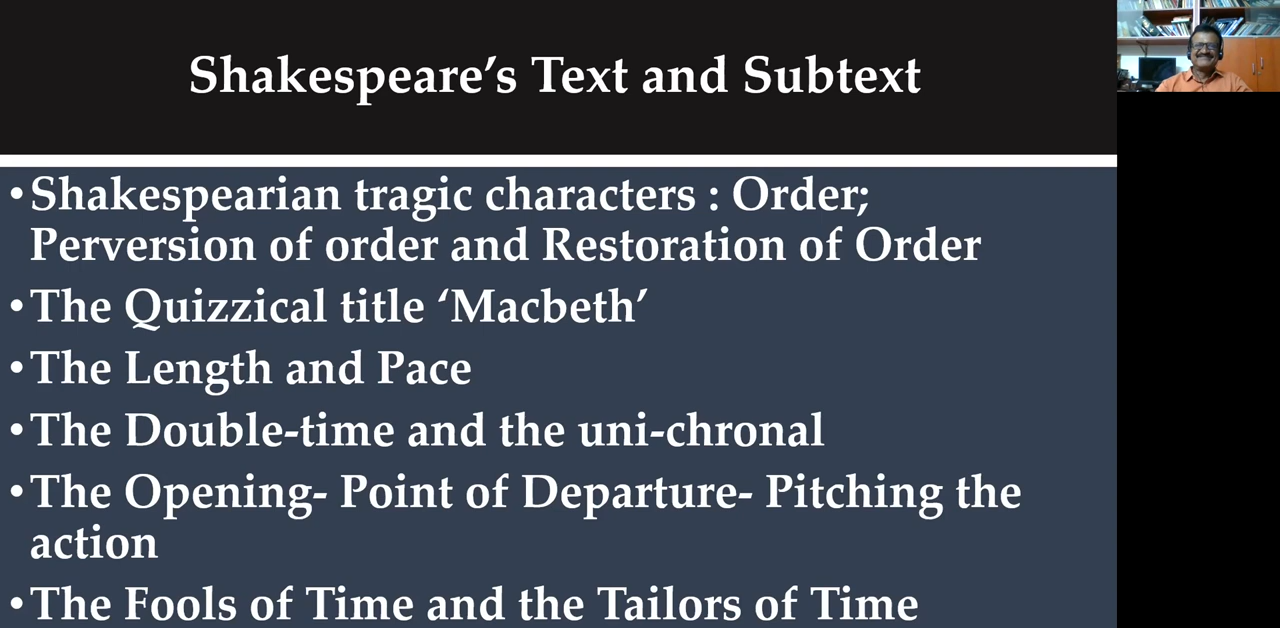 Shakespeare’s Text and Subtext
•Shakespearian tragic characters : Order;
Perversion of order and Restoration of Order
•The Quizzical title ‘Macbeth’
•The Length and Pace
•The Double-time and the uni-chronal
•The Opening- Point of Departure- Pitching the
action
•The Fools of Time and the Tailors of Time